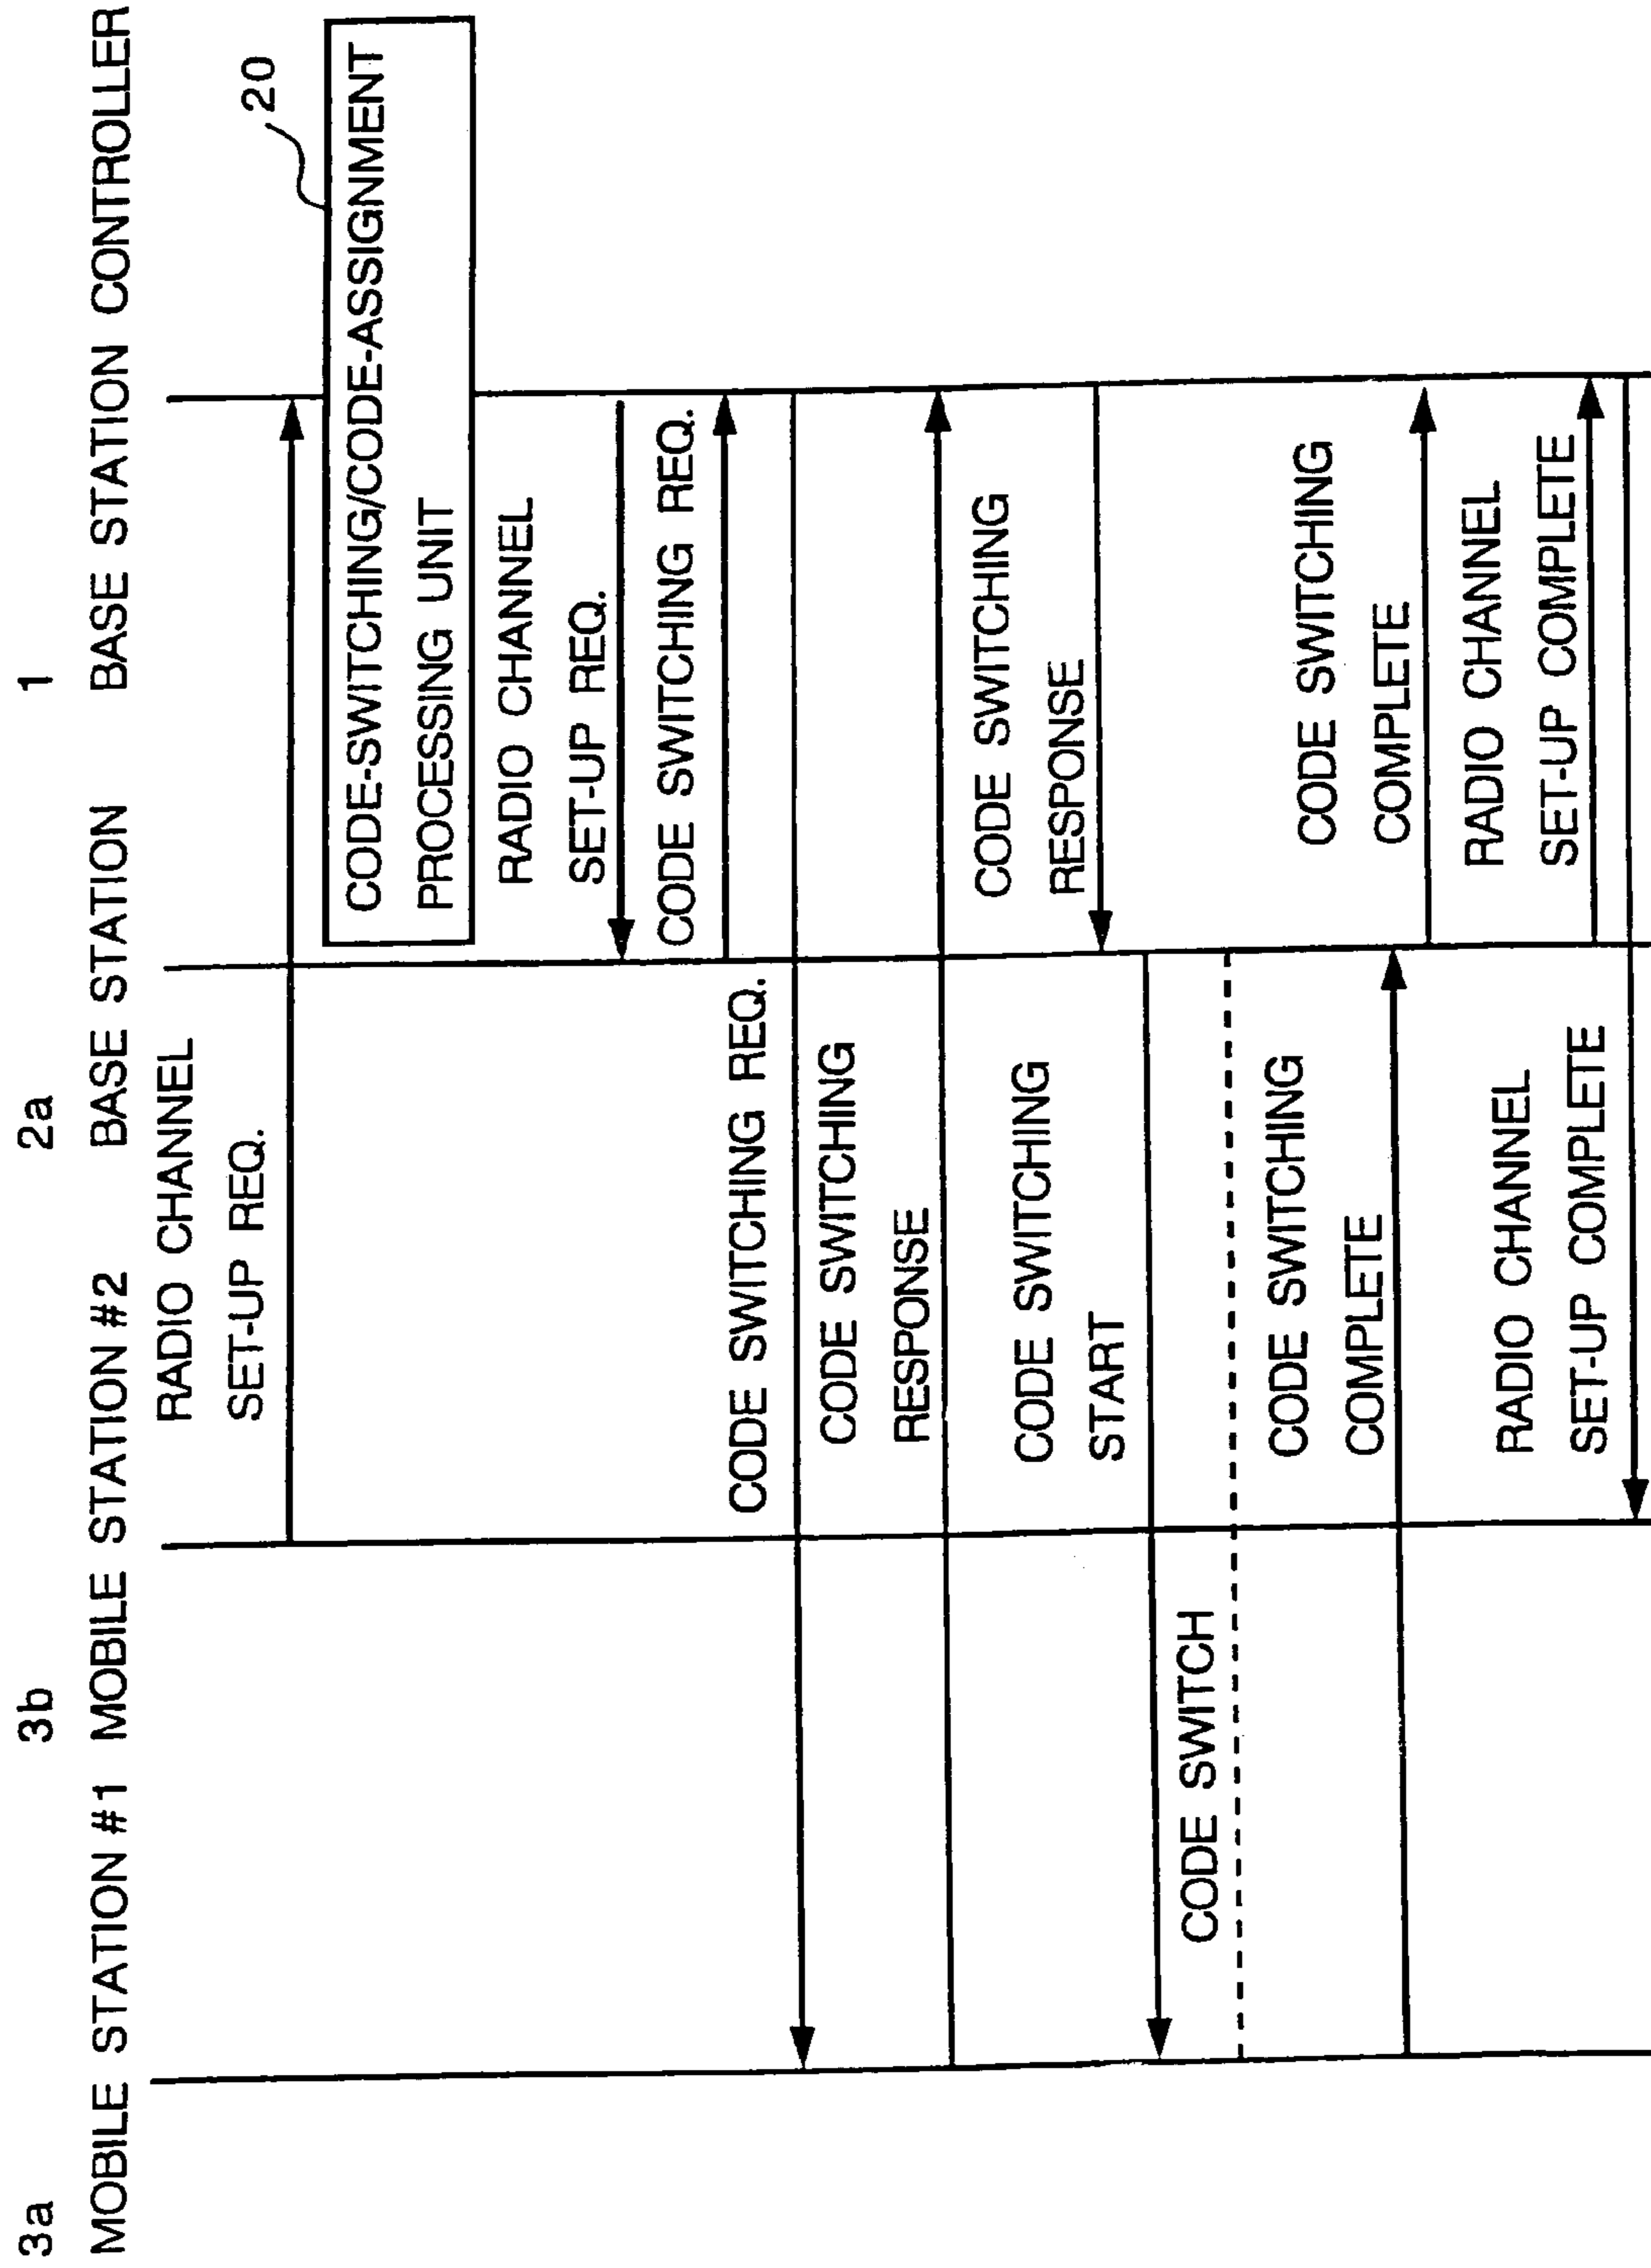 3a 3b 2a 1
MOBILE STATION #1 MOBILE STATION #2 BASE STATION BASE STATION CONTROLLER
RADIO CHANNEL
SET-UP REQ.
20
CODE-SWITCHING/CODE-ASSIGNMENT
PROCESSING UNIT
RADIO CHANNEL
SET-UP REQ.
CODE SWITCHING REQ.
CODE SWITCHING REQ.
CODE SWITCHING
RESPONSE
CODE SWITCHING
RESPONSE
CODE SWITCHING
START
CODE SWITCH
CODE SWITCHING
COMPLETE
CODE SWITCHING
COMPLETE
RADIO CHANNEL
SET-UP COMPLETE
RADIO CHANNEL
SET-UP COMPLETE